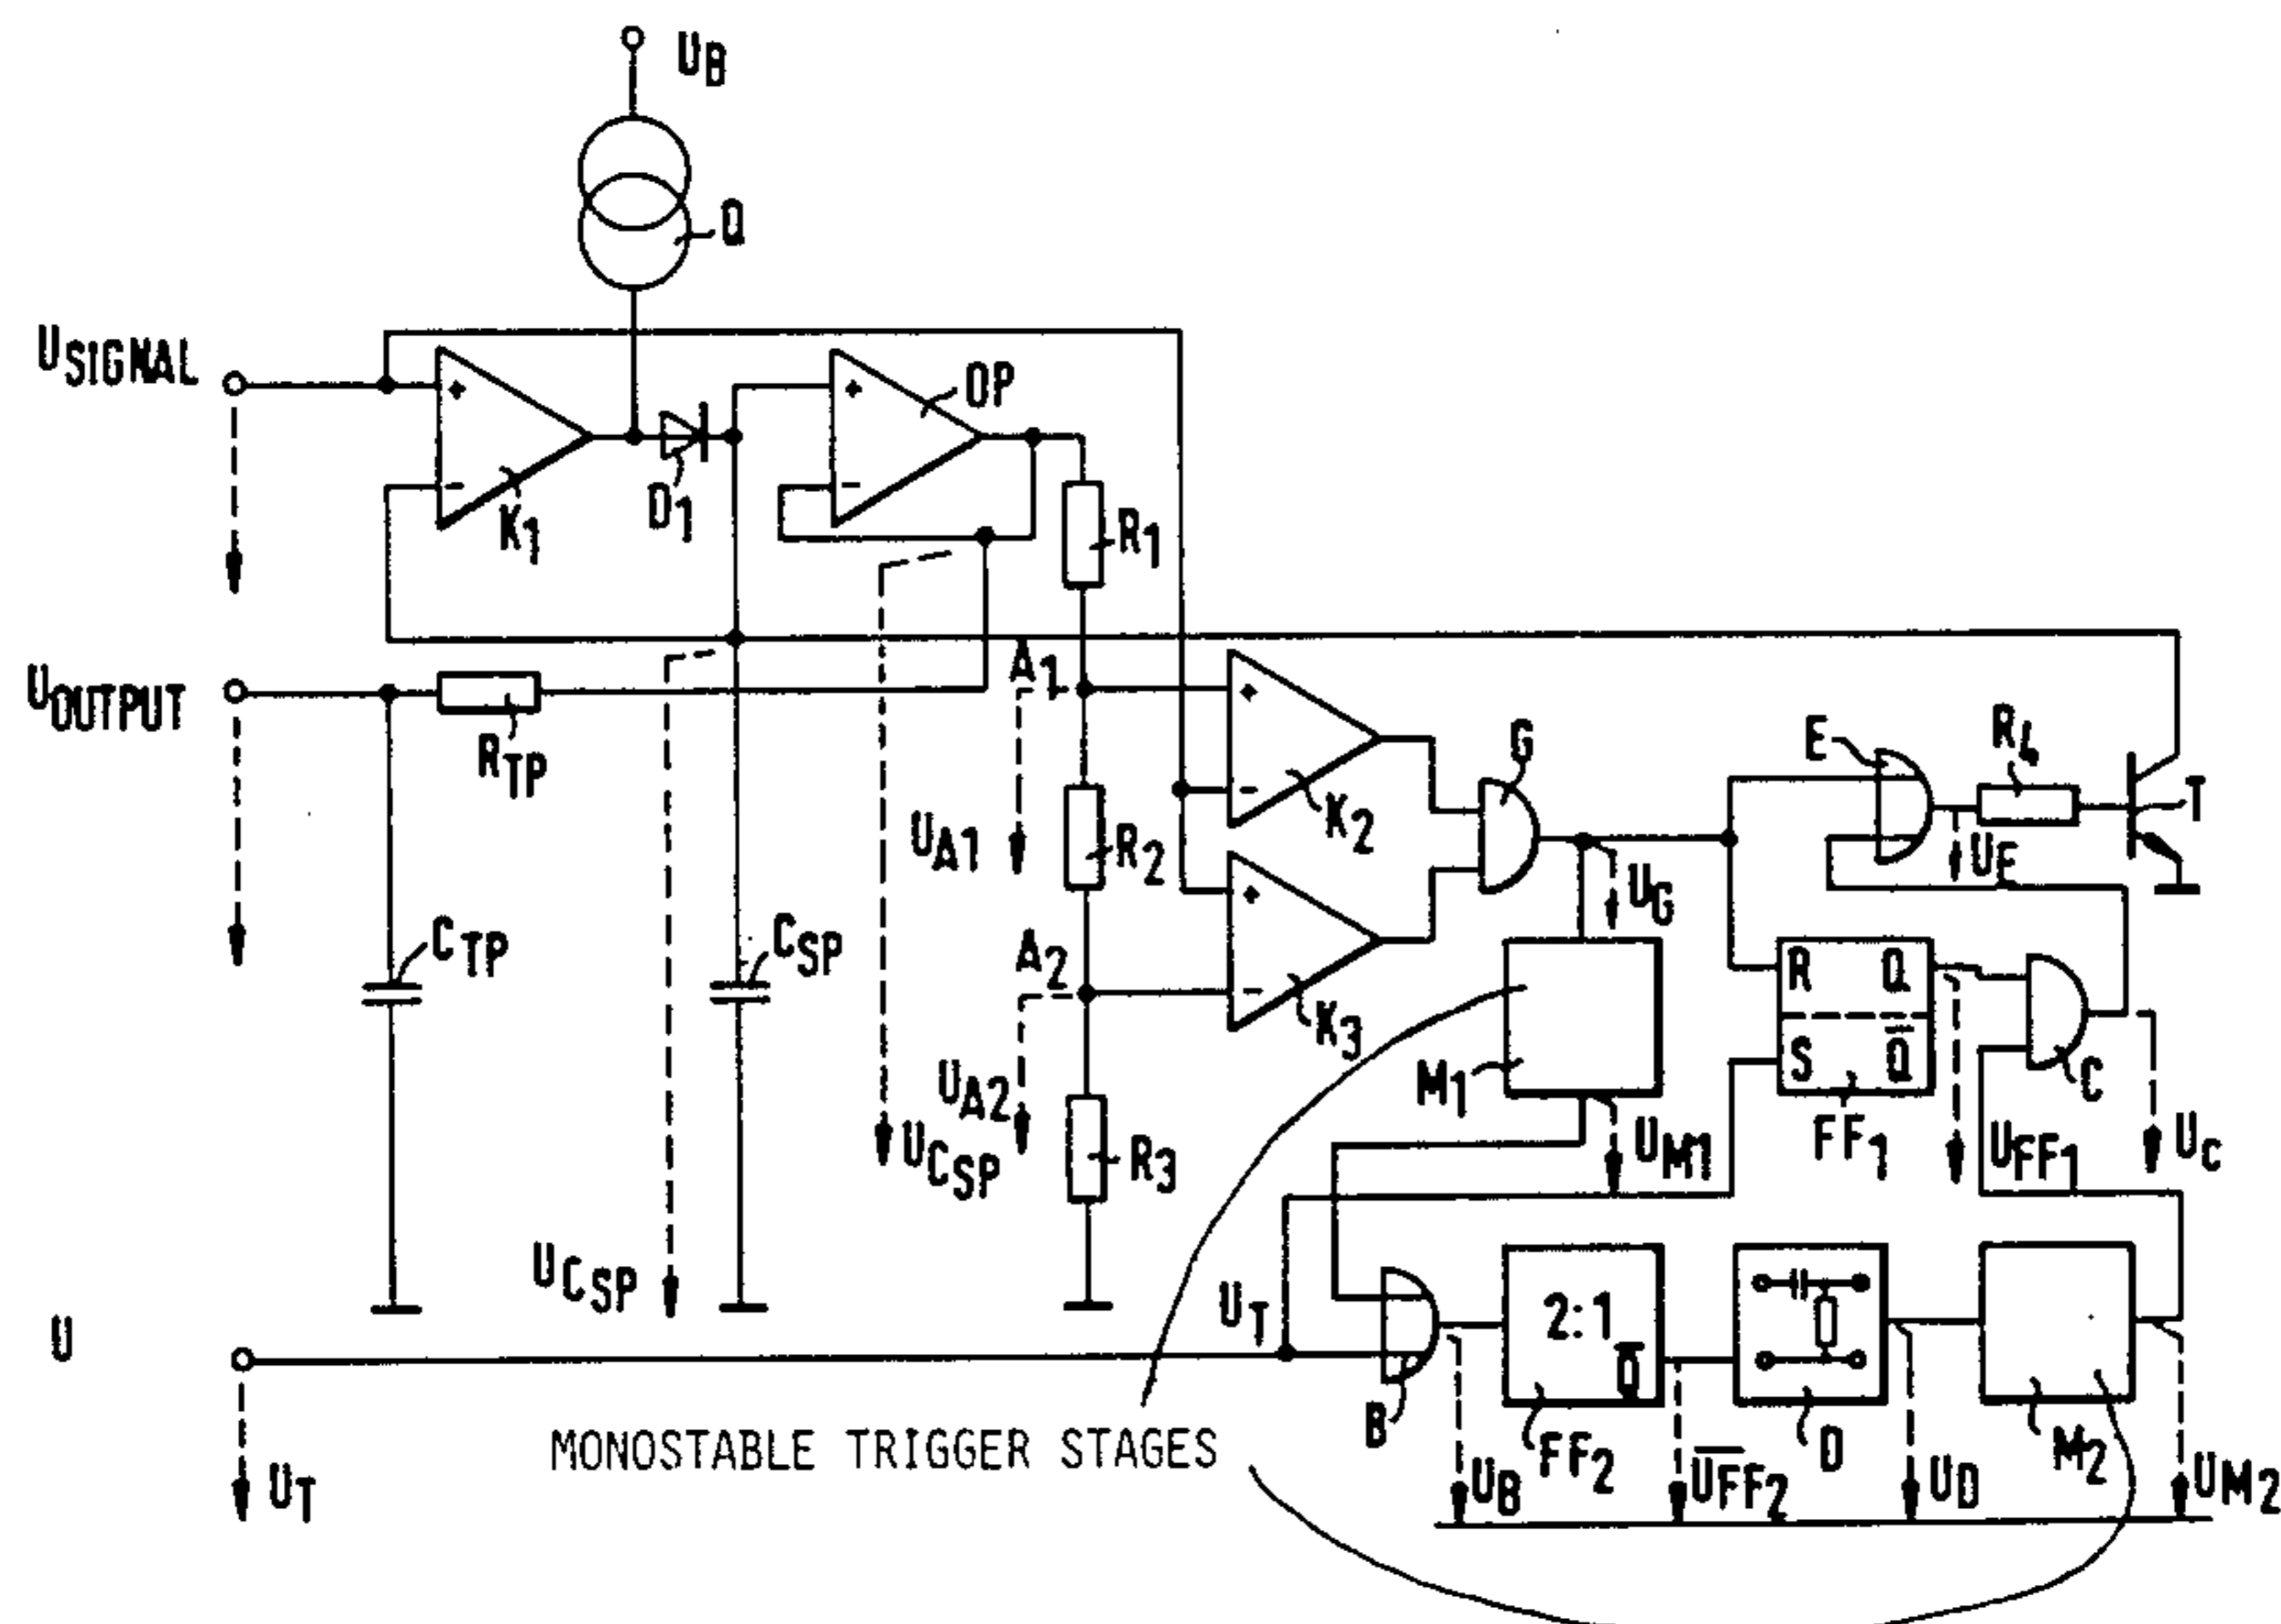 UB
Q
USIGNAL
+
-
K1
D1
+
-
OP
R1
UOUTPUT
RTP
A1
+
-
K2
G
E
R4
T
UA1
R2
UG
UE
CTP
CSP
A2
+
-
K3
R Q
S Q̅
FF1
C
M1
UA2
UCSP
R3
UM1
UFF1
UC
UCSP
UT
U
2:1
Q̅
B
FF2
D
M2
MONOSTABLE TRIGGER STAGES
UT
UB
U̅FF2
UD
UM2